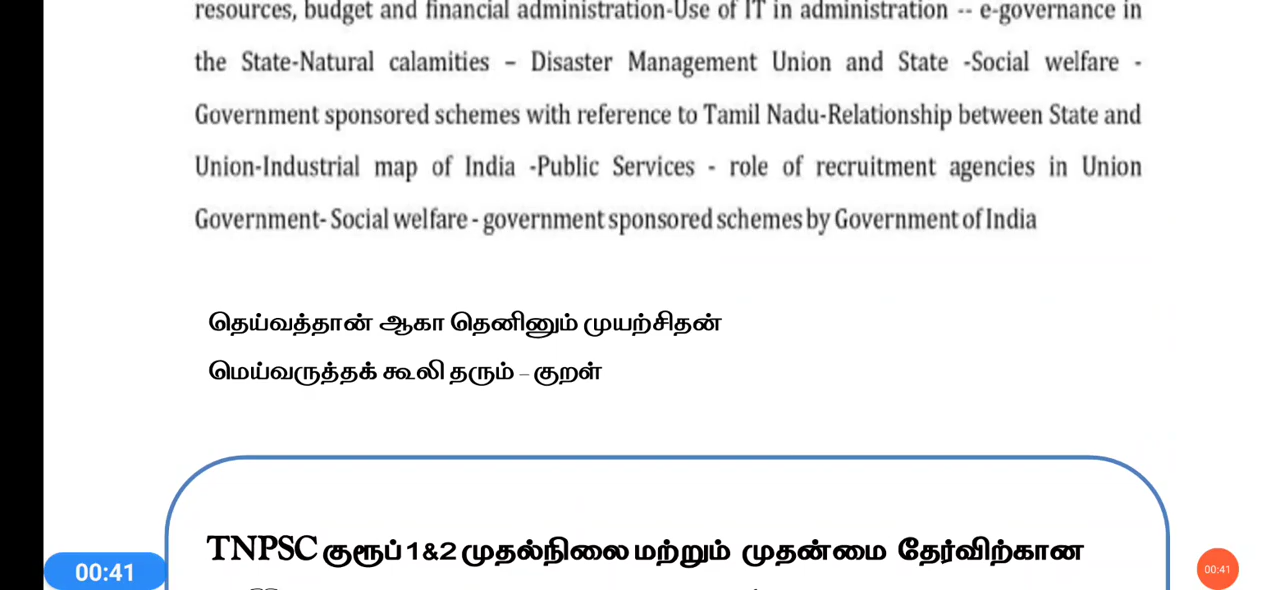 resources, budget and financial administration-Use of IT in administration -- e-governance in
the State-Natural calamities – Disaster Management Union and State -Social welfare -
Government sponsored schemes with reference to Tamil Nadu-Relationship between State and
Union-Industrial map of India -Public Services - role of recruitment agencies in Union
Government- Social welfare - government sponsored schemes by Government of India
தெய்வத்தான் ஆகா தெனினும் முயற்சிதன்
மெய்வருத்தக் கூலி தரும் – குறள்
TNPSC குரூப் 1&2 முதல்நிலை மற்றும் முதன்மை தேர்விற்கான
00:41
00:41